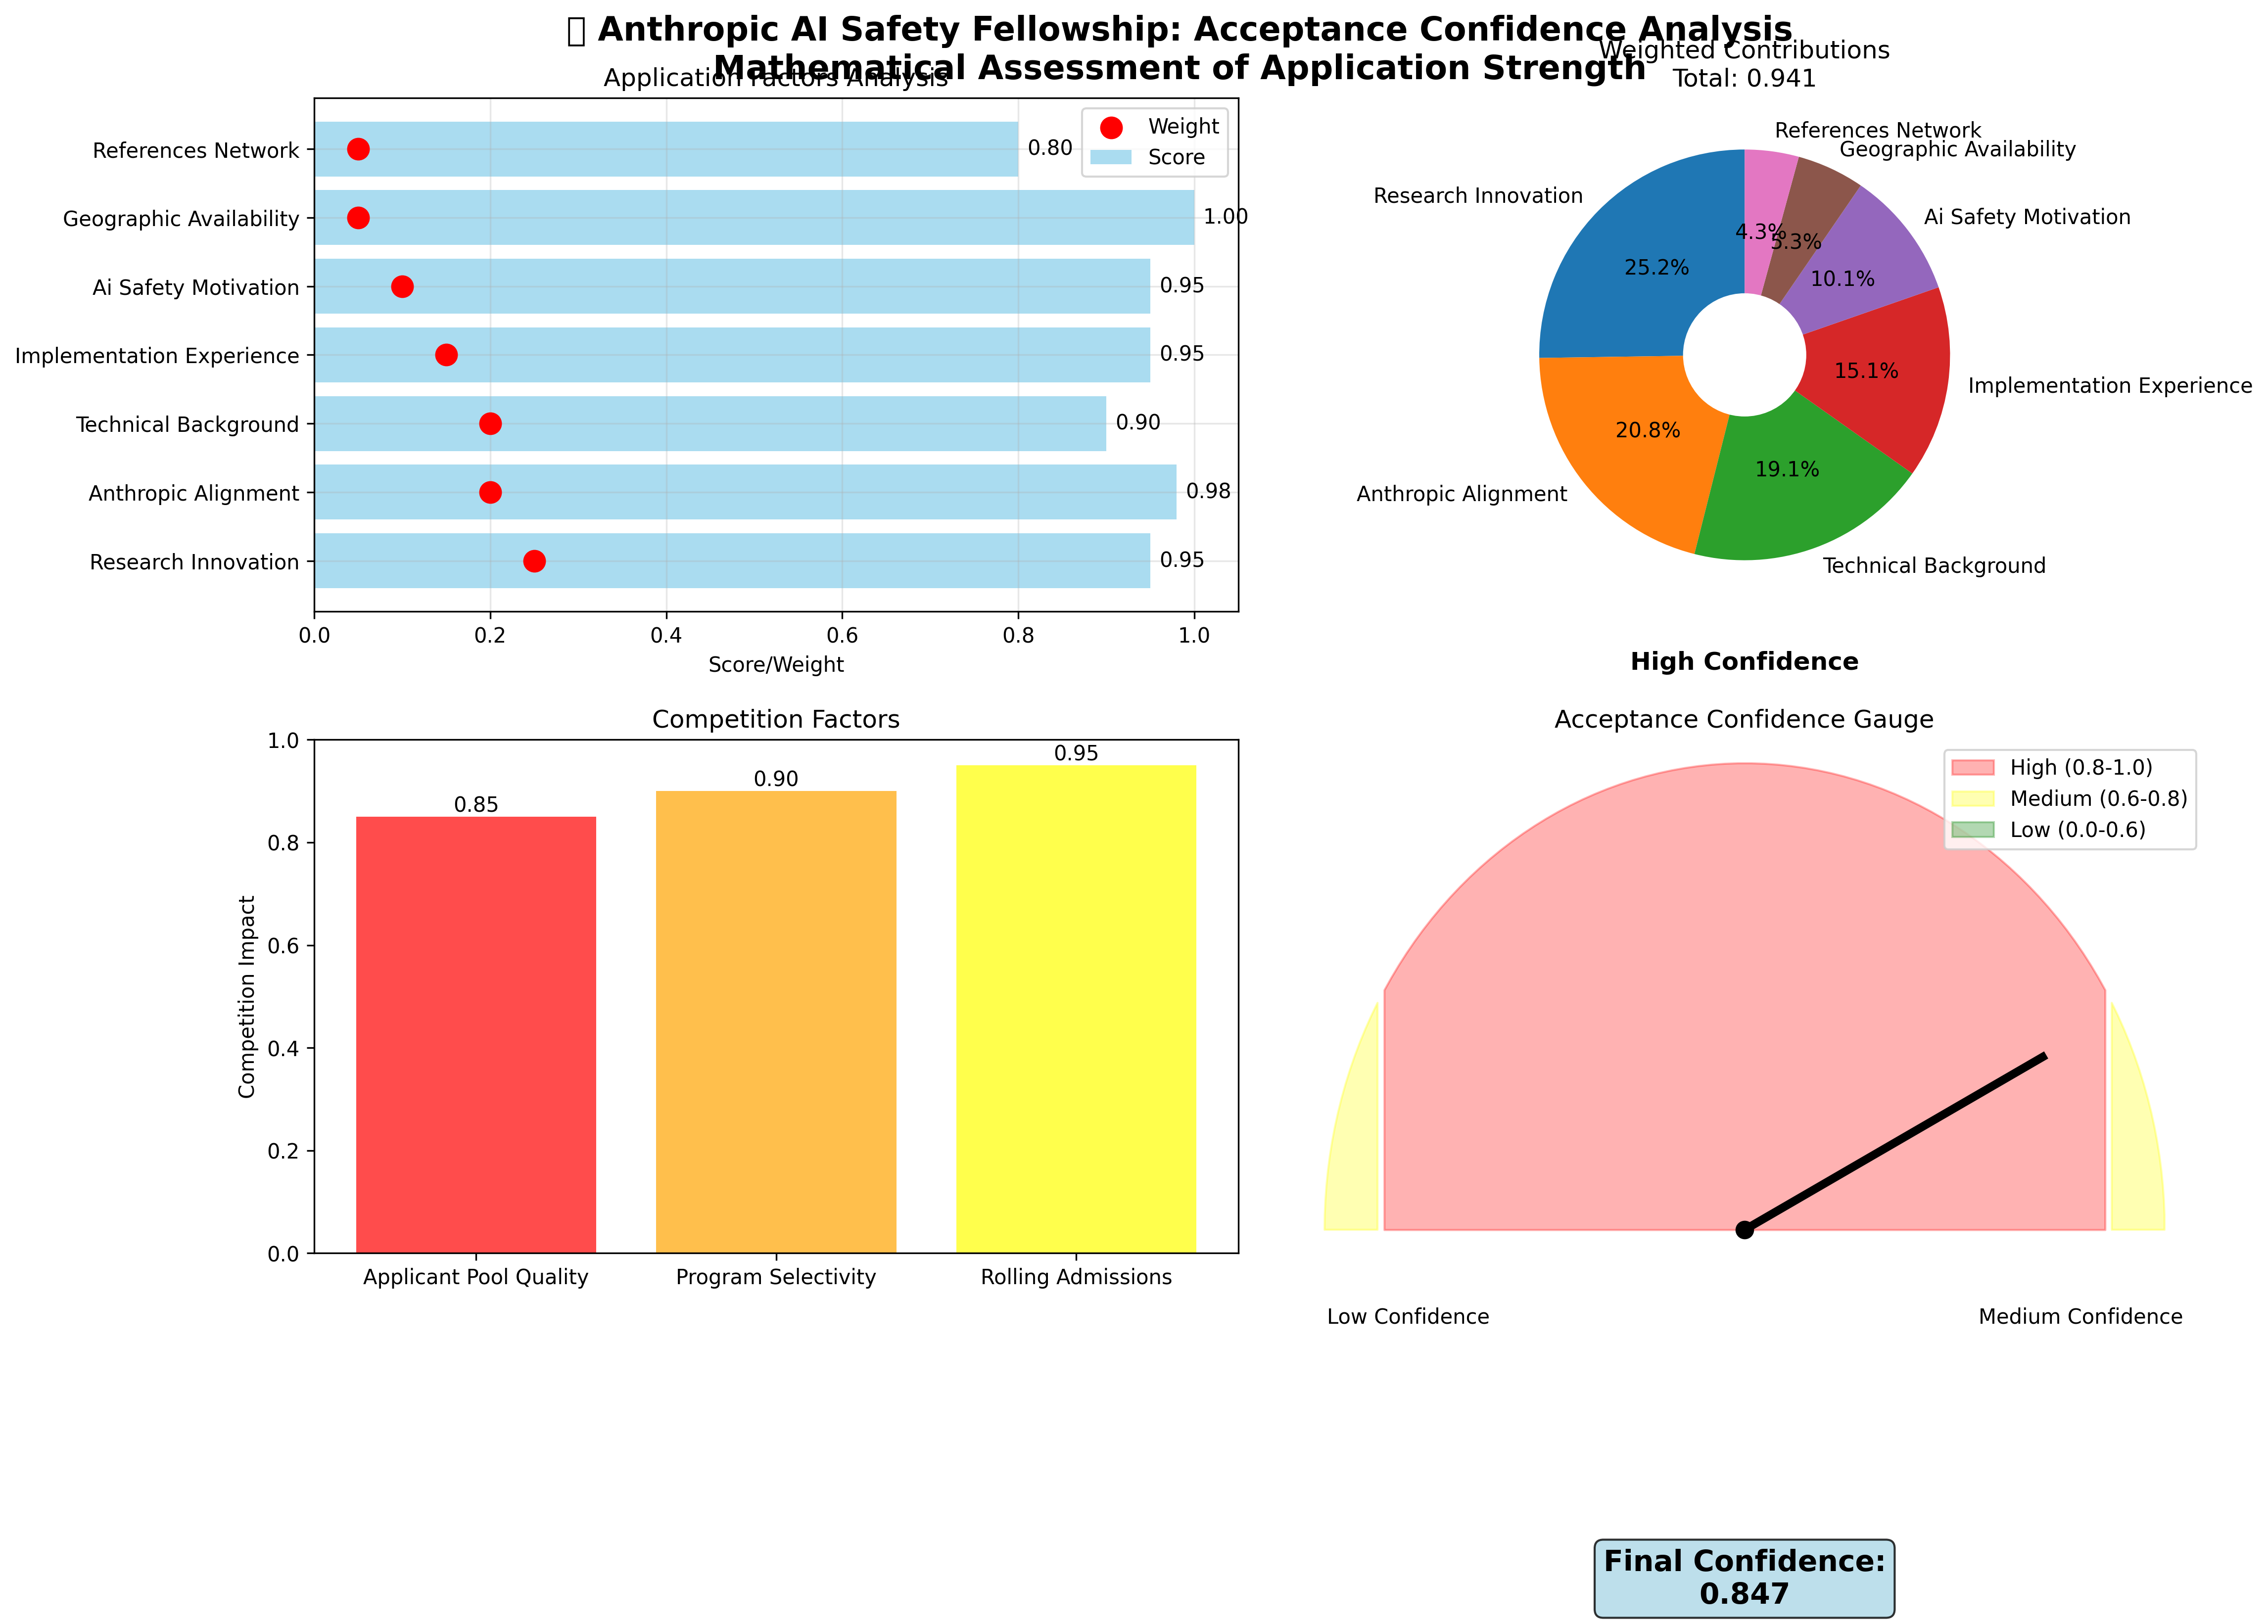 Anthropic AI Safety Fellowship: Acceptance Confidence Analysis
Mathematical Assessment of Application Strength
Application Factors Analysis
References Network
Geographic Availability
Ai Safety Motivation
Implementation Experience
Technical Background
Anthropic Alignment
Research Innovation
0.80
1.00
0.95
0.95
0.90
0.98
0.95
Weight
Score
0.0 0.2 0.4 0.6 0.8 1.0
Score/Weight
Weighted Contributions
Total: 0.941
References Network
Geographic Availability
Ai Safety Motivation
Implementation Experience
Technical Background
Anthropic Alignment
Research Innovation
4.3%
5.3%
10.1%
15.1%
19.1%
20.8%
25.2%
Competition Factors
Competition Impact
1.0
0.8
0.6
0.4
0.2
0.0
0.85
0.90
0.95
Applicant Pool Quality
Program Selectivity
Rolling Admissions
High Confidence
Acceptance Confidence Gauge
High (0.8-1.0)
Medium (0.6-0.8)
Low (0.0-0.6)
Low Confidence
Medium Confidence
Final Confidence:
0.847